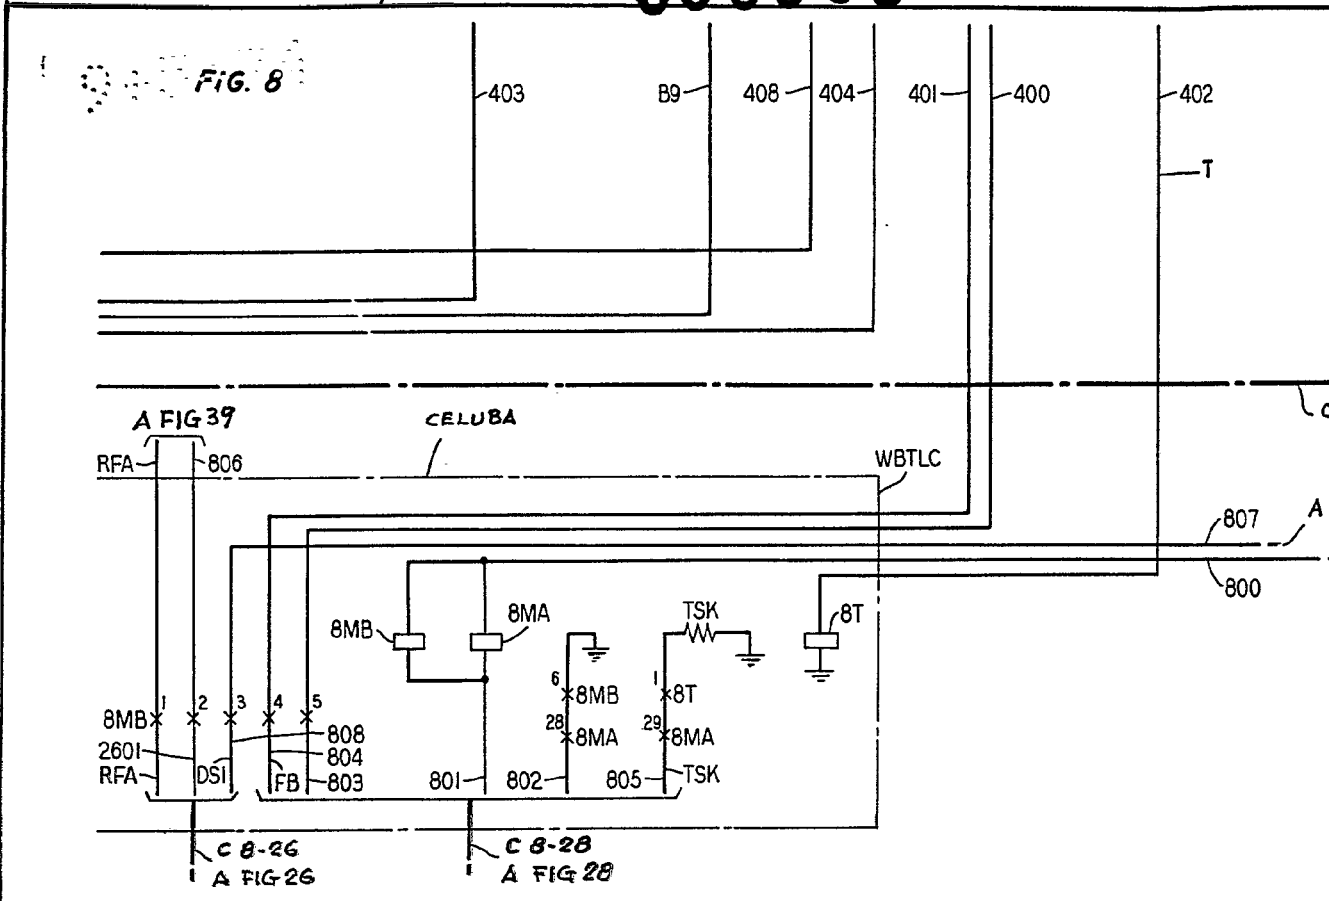 FIG. 8
403 B9 408 404 401 400 402
T
A FIG 39 CELUBA
RFA 806 WBTLC
807 A
800
8MB 8MA TSK 8T
6 8MB 1 8T
8MB 1 2 3 4 5
28 8MA 29 8MA
808
2601 804
RFA DS1 FB 803 801 802 805 TSK
C 8-26 C 8-28
A FIG 26 A FIG 28